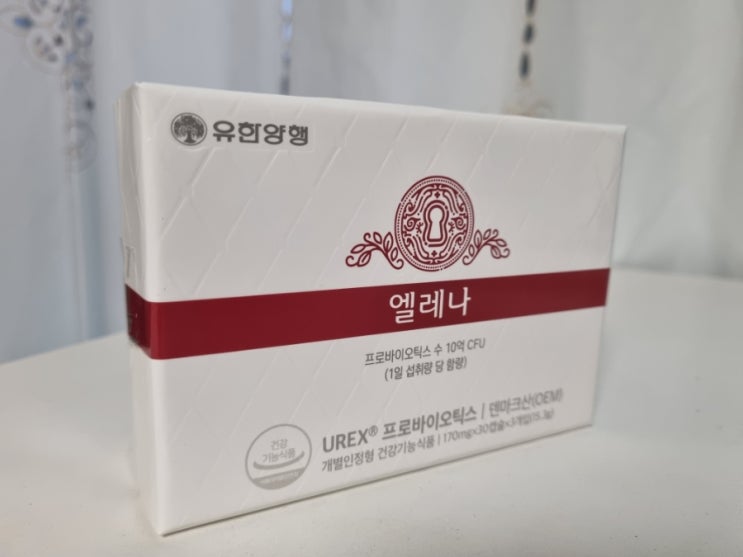 유한양행
엘레나
프로바이오틱스 수 10억 CFU
(1일 섭취량 당 함량)
건강
기능식품
UREX® 프로바이오틱스 | 덴마크산(OEM)
개별인정형 건강기능식품 | 170mg×30캡슐×3개입(15.3g)